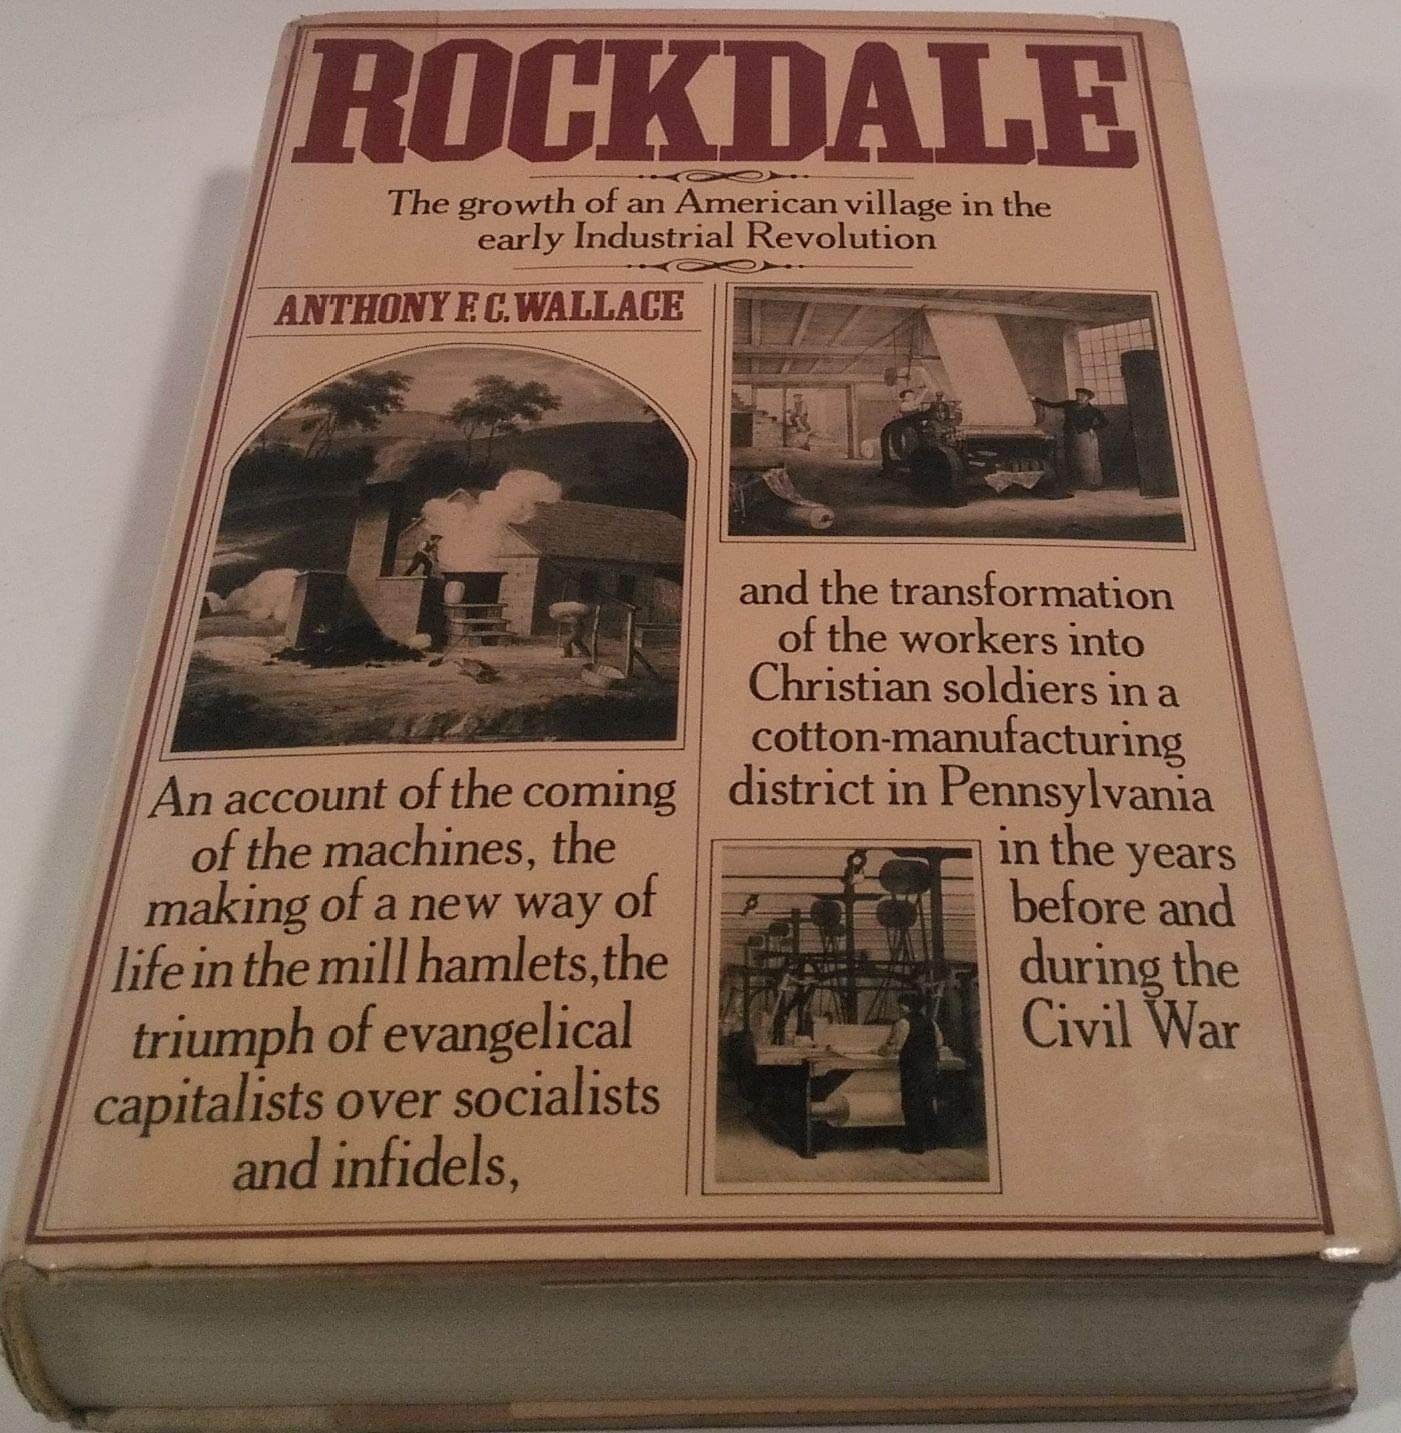 ROCKDALE
The growth of an American village in the
early Industrial Revolution
ANTHONY F. C. WALLACE
An account of the coming
of the machines, the
making of a new way of
life in the mill hamlets, the
triumph of evangelical
capitalists over socialists
and infidels,
and the transformation
of the workers into
Christian soldiers in a
cotton-manufacturing
district in Pennsylvania
in the years
before and
during the
Civil War